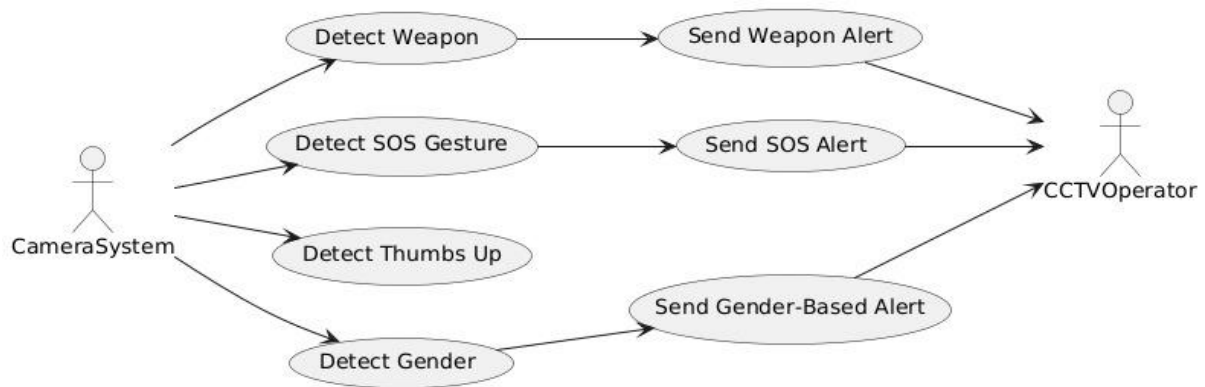 Detect Weapon
Send Weapon Alert
Detect SOS Gesture
Send SOS Alert
CCTVOperator
CameraSystem
Detect Thumbs Up
Send Gender-Based Alert
Detect Gender